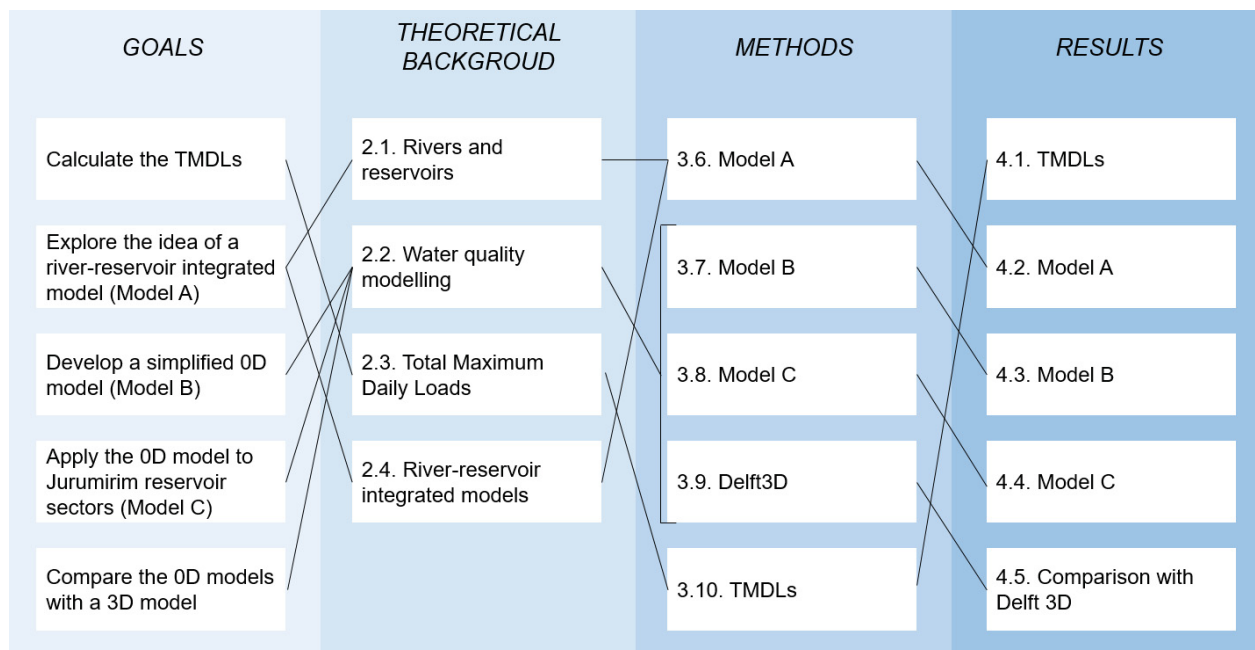 GOALS
Calculate the TMDLs
Explore the idea of a
river-reservoir integrated
model (Model A)
Develop a simplified 0D
model (Model B)
Apply the 0D model to
Jurumirim reservoir
sectors (Model C)
Compare the 0D models
with a 3D model
THEORETICAL
BACKGROUD
2.1. Rivers and
reservoirs
2.2. Water quality
modelling
2.3. Total Maximum
Daily Loads
2.4. River-reservoir
integrated models
METHODS
3.6. Model A
3.7. Model B
3.8. Model C
3.9. Delft3D
3.10. TMDLs
RESULTS
4.1. TMDLs
4.2. Model A
4.3. Model B
4.4. Model C
4.5. Comparison with
Delft 3D